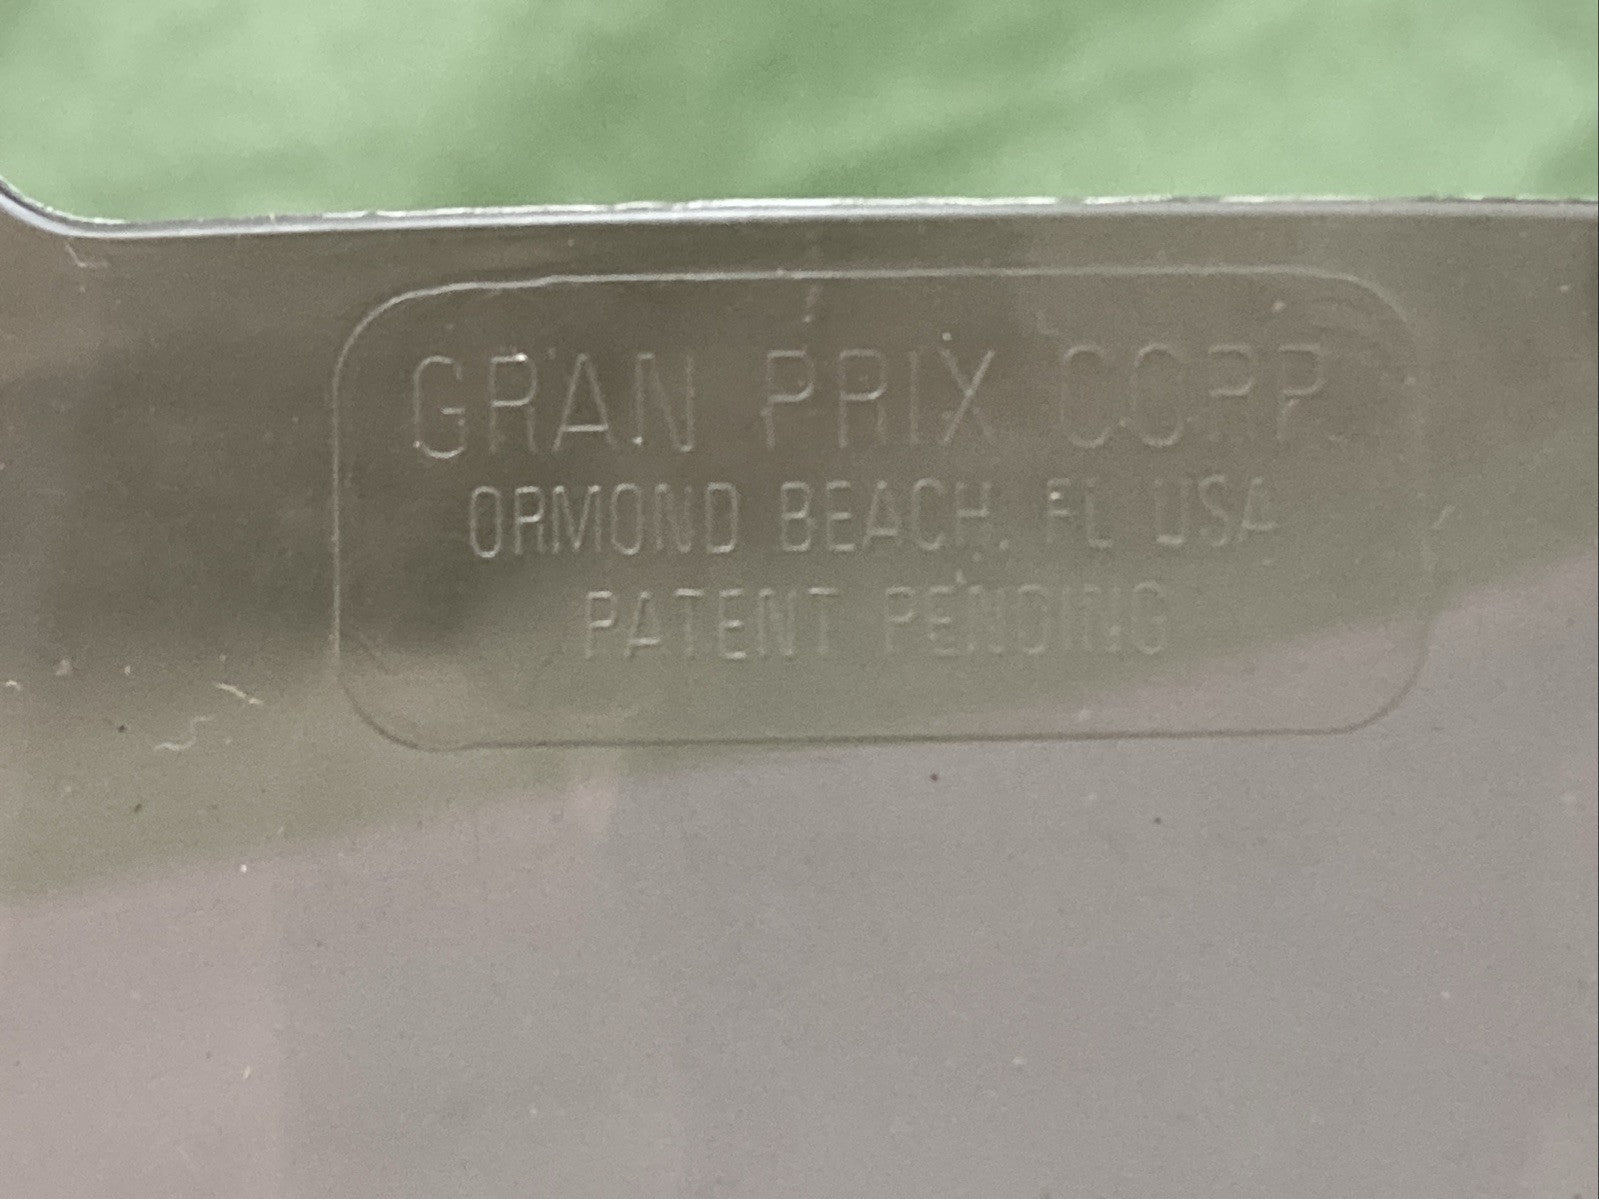 GRAN PRIX CORP.
ORMOND BEACH, FL USA
PATENT PENDING